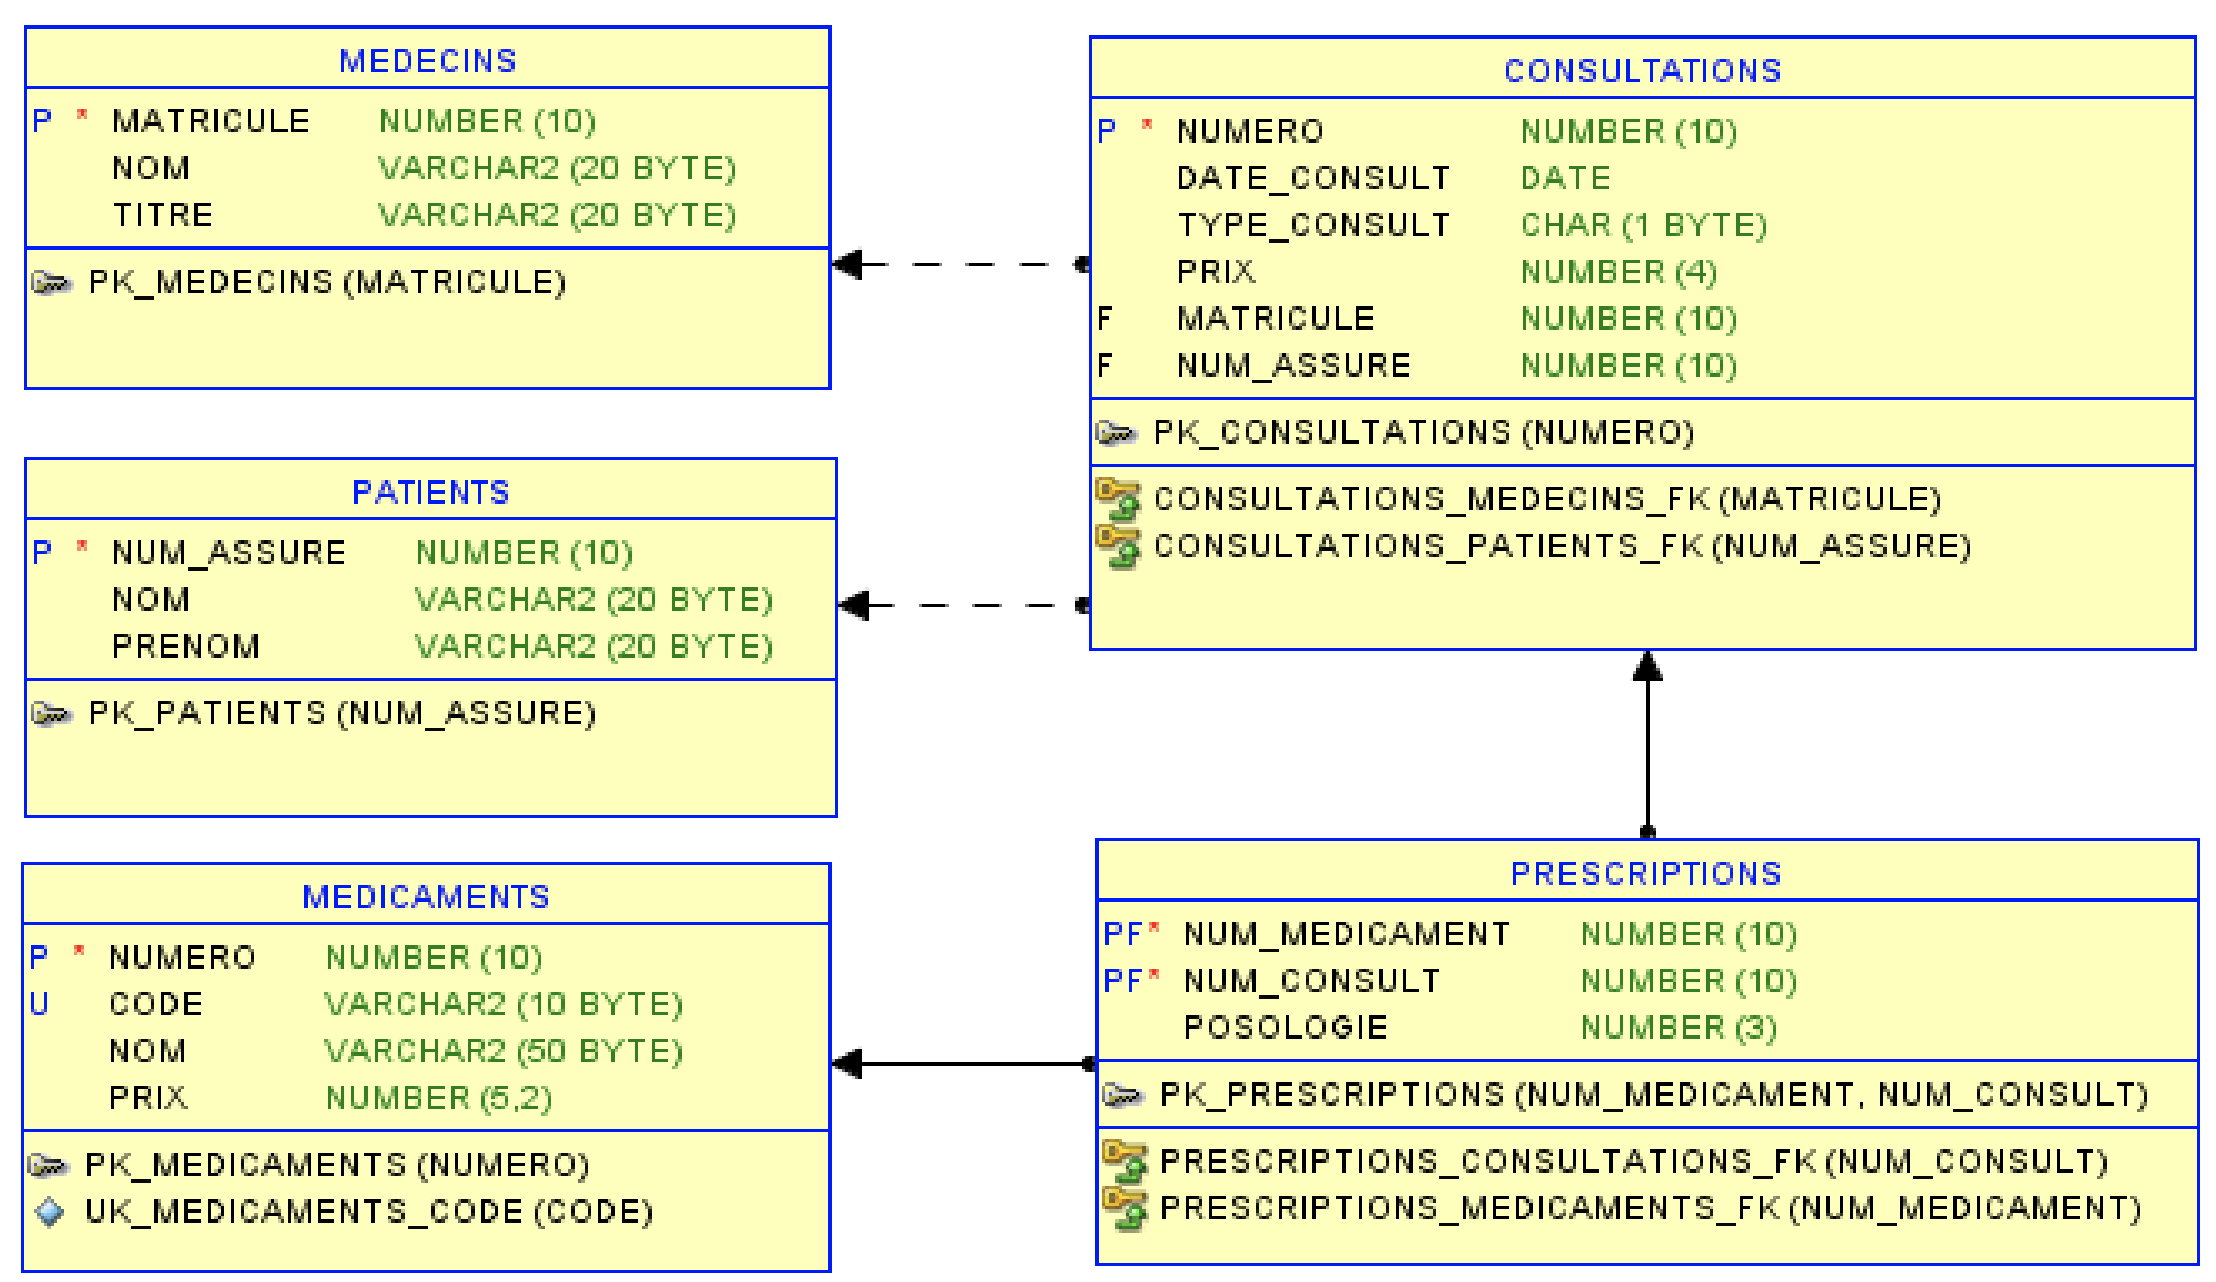 MEDECINS
P * MATRICULE NUMBER (10)
NOM VARCHAR2 (20 BYTE)
TITRE VARCHAR2 (20 BYTE)
PK_MEDECINS (MATRICULE)
CONSULTATIONS
P * NUMERO NUMBER (10)
DATE_CONSULT DATE
TYPE_CONSULT CHAR (1 BYTE)
PRIX NUMBER (4)
F MATRICULE NUMBER (10)
F NUM_ASSURE NUMBER (10)
PK_CONSULTATIONS (NUMERO)
CONSULTATIONS_MEDECINS_FK (MATRICULE)
CONSULTATIONS_PATIENTS_FK (NUM_ASSURE)
PATIENTS
P * NUM_ASSURE NUMBER (10)
NOM VARCHAR2 (20 BYTE)
PRENOM VARCHAR2 (20 BYTE)
PK_PATIENTS (NUM_ASSURE)
MEDICAMENTS
P * NUMERO NUMBER (10)
U CODE VARCHAR2 (10 BYTE)
NOM VARCHAR2 (50 BYTE)
PRIX NUMBER (5,2)
PK_MEDICAMENTS (NUMERO)
UK_MEDICAMENTS_CODE (CODE)
PRESCRIPTIONS
PF* NUM_MEDICAMENT NUMBER (10)
PF* NUM_CONSULT NUMBER (10)
POSOLOGIE NUMBER (3)
PK_PRESCRIPTIONS (NUM_MEDICAMENT, NUM_CONSULT)
PRESCRIPTIONS_CONSULTATIONS_FK (NUM_CONSULT)
PRESCRIPTIONS_MEDICAMENTS_FK (NUM_MEDICAMENT)